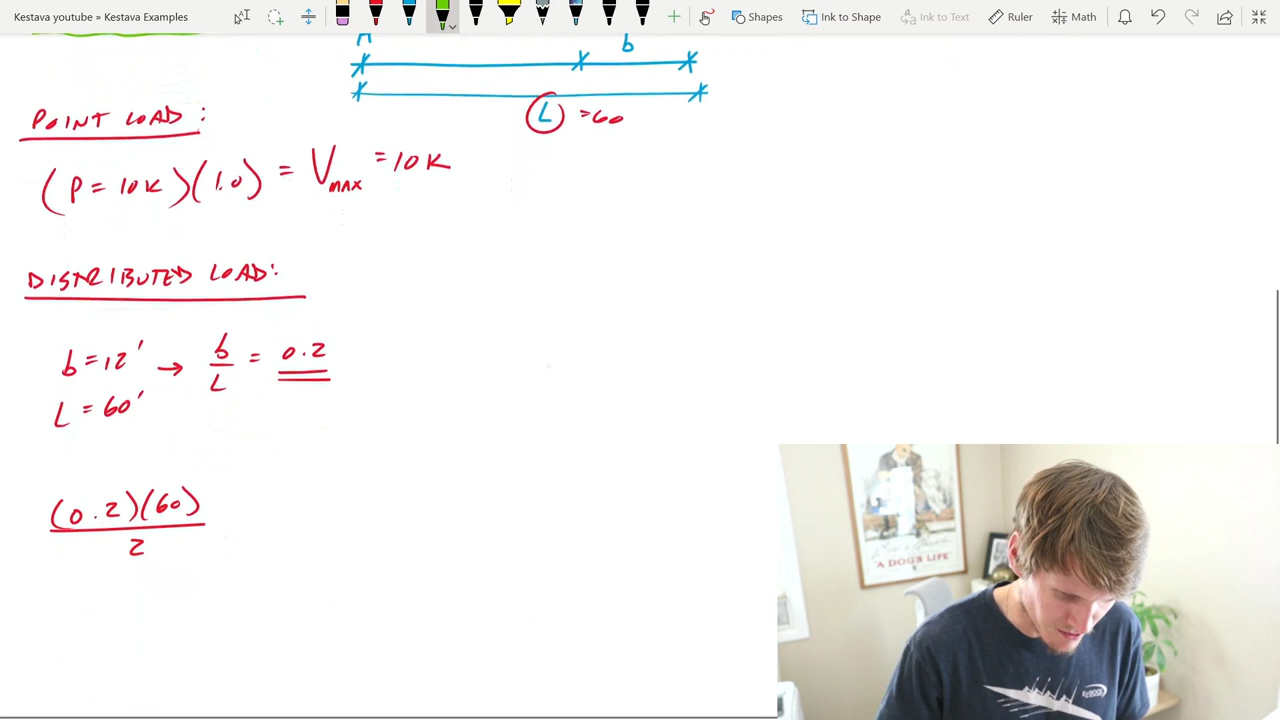 Kestava youtube » Kestava Examples
Shapes
Ink to Shape
Ink to Text
Ruler
Math
A
b
L = 60
POINT LOAD:
(P = 10K)(1.0) = VMAX = 10K
DISTRIBUTED LOAD:
b = 12' → b/L = 0.2
L = 60'
(0.2)(60)
2
"A DOG'S LIFE"